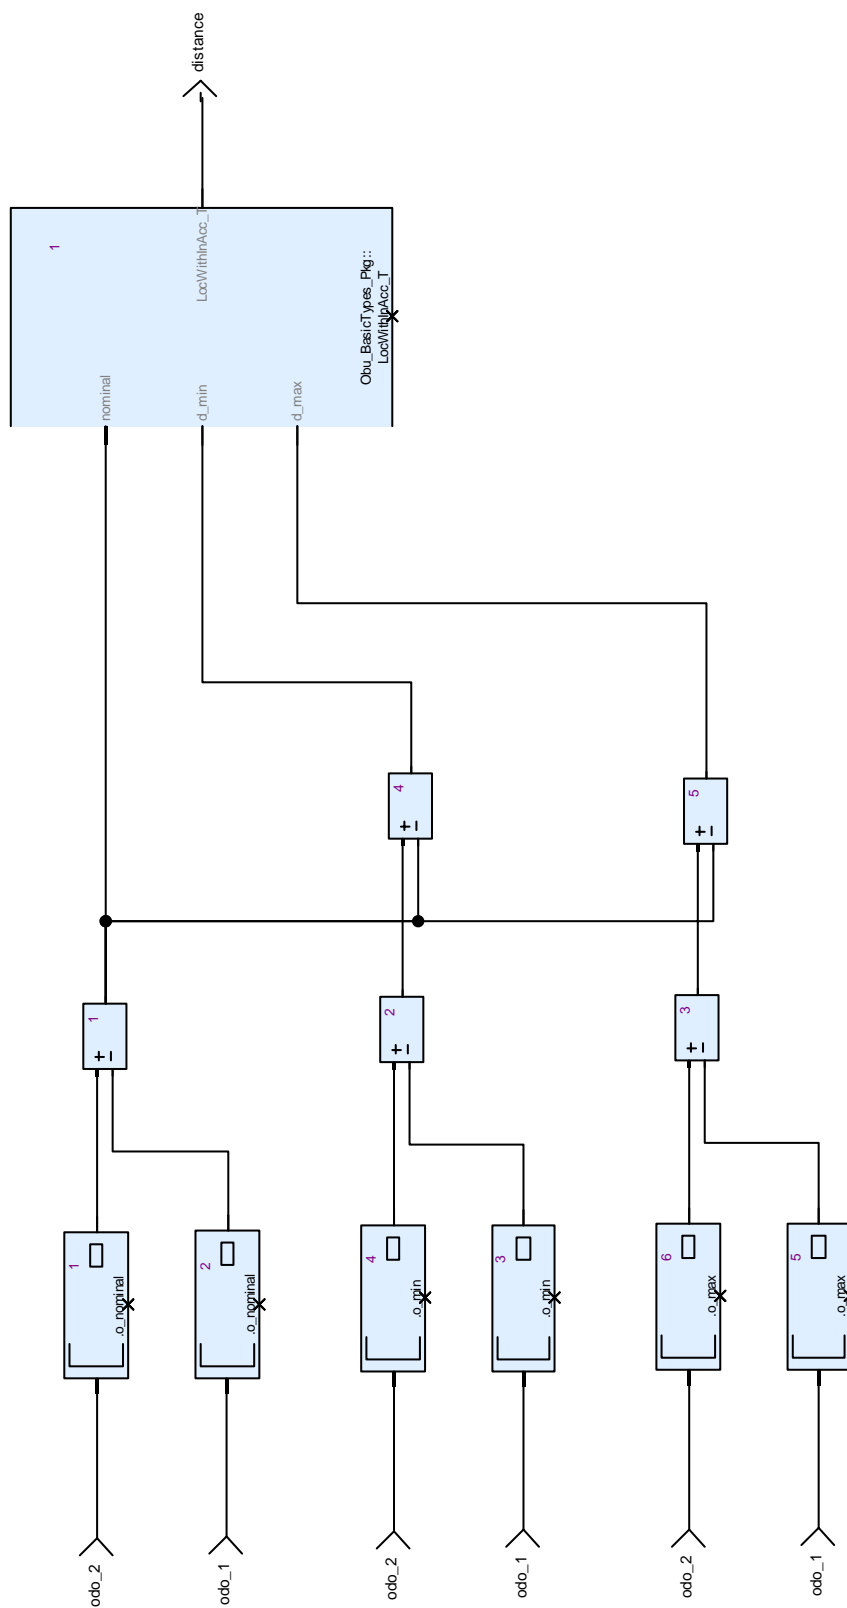 odo_2
1
.o_nominal
odo_1
2
.o_nominal
+
-
1
odo_2
4
.o_min
odo_1
3
.o_min
+
-
2
+
-
4
odo_2
6
.o_max
odo_1
5
.o_max
+
-
3
+
-
5
nominal
d_min
d_max
1
LocWithInAcc_T
Obu_BasicTypes_Pkg::
LocWithInAcc_T
distance